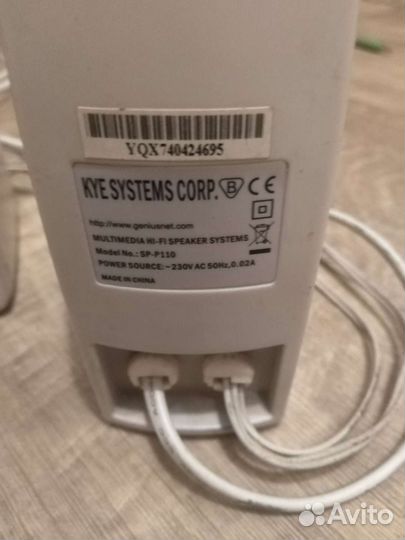 YQX740424695
KYE SYSTEMS CORP. B CE
http://www.geniusnet.com
MULTIMEDIA HI-FI SPEAKER SYSTEMS
Model No.: SP-P110
POWER SOURCE: ~230V AC 50Hz, 0.02A
MADE IN CHINA
Avito